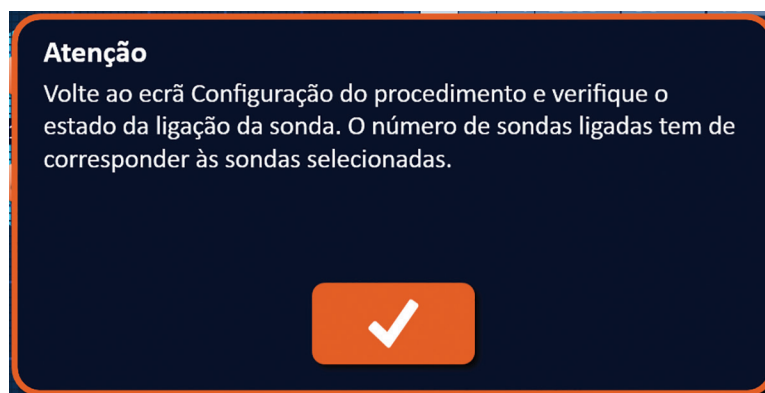 Atenção
Volte ao ecrã Configuração do procedimento e verifique o
estado da ligação da sonda. O número de sondas ligadas tem de
corresponder às sondas selecionadas.